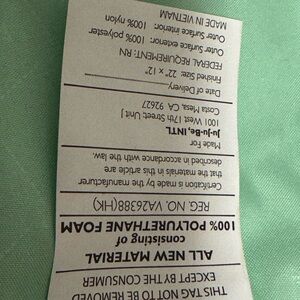 THIS TAG NOT TO BE REMOVED
EXCEPT BY THE CONSUMER
ALL NEW MATERIAL
consisting of
100% POLYURETHANE FOAM
REG. NO. VA26388(HK)
Certification is made by the manufacturer
that the materials in this article are
described in accordance with the law.
Made For
Ju-Ju-Be, INTL
1001 West 17th Street; Unit J
Costa Mesa, CA 92627
Date of Delivery
Finished Size: 22" x 12"
FEDERAL REQUIREMENT: RN
Outer Surface exterior: 100% polyester
Outer Surface interior: 100% nylon
MADE IN VIETNAM